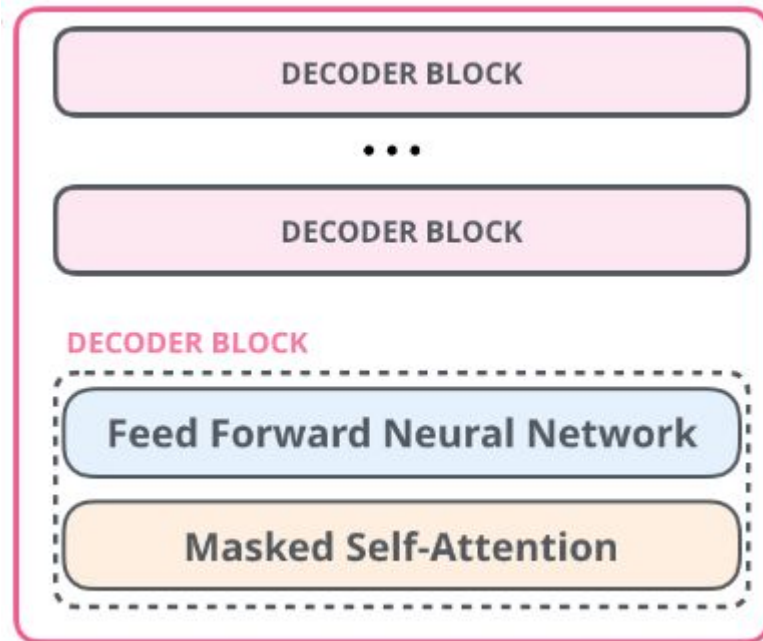 DECODER BLOCK
...
DECODER BLOCK
DECODER BLOCK
Feed Forward Neural Network
Masked Self-Attention